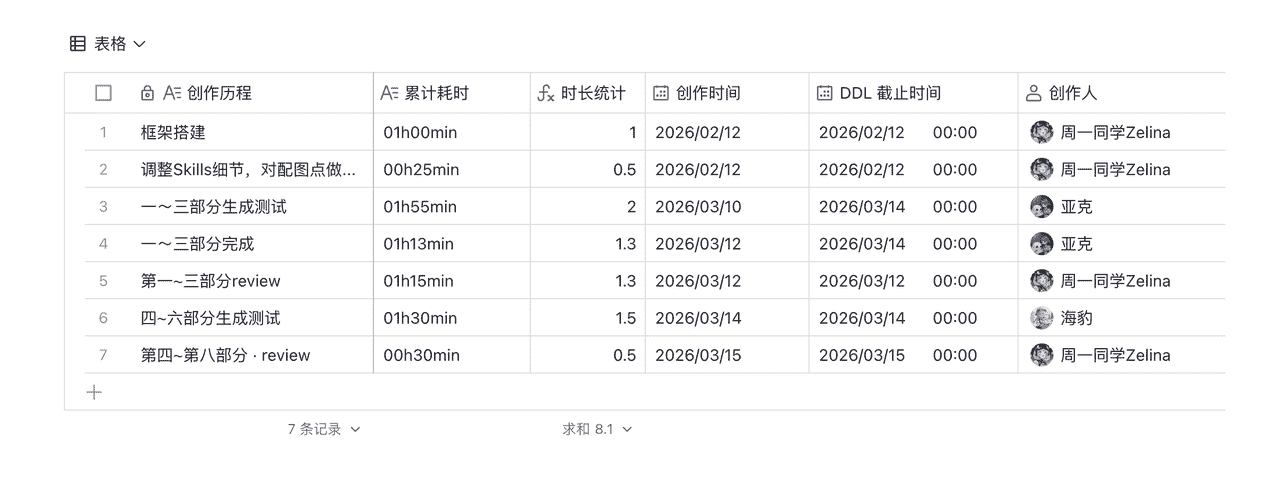 表格
创作历程 累计耗时 时长统计 创作时间 DDL 截止时间 创作人
1 框架搭建 01h00min 1 2026/02/12 2026/02/12 00:00 周一同学Zelina
2 调整Skills细节，对配图点做... 00h25min 0.5 2026/02/12 2026/02/12 00:00 周一同学Zelina
3 一～三部分生成测试 01h55min 2 2026/03/10 2026/03/14 00:00 亚克
4 一～三部分完成 01h13min 1.3 2026/03/12 2026/03/14 00:00 亚克
5 第一~三部分review 01h15min 1.3 2026/03/12 2026/03/12 00:00 周一同学Zelina
6 四~六部分生成测试 01h30min 1.5 2026/03/14 2026/03/14 00:00 海豹
7 第四~第八部分 · review 00h30min 0.5 2026/03/15 2026/03/15 00:00 周一同学Zelina
7 条记录 求和 8.1